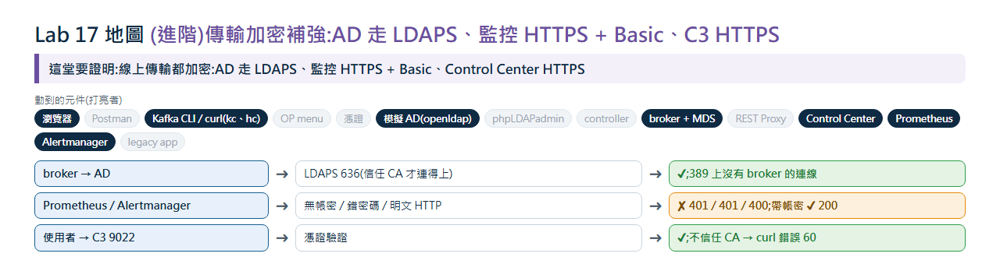 Lab 17 地圖 (進階)傳輸加密補強:AD 走 LDAPS、監控 HTTPS + Basic、C3 HTTPS
這堂要證明:線上傳輸都加密:AD 走 LDAPS、監控 HTTPS + Basic、Control Center HTTPS
動到的元件(打亮者)
瀏覽器 Postman Kafka CLI / curl(kc、hc) OP menu 憑證 模擬 AD(openldap) phpLDAPadmin controller broker + MDS REST Proxy Control Center Prometheus
Alertmanager legacy app
broker → AD → LDAPS 636(信任 CA 才連得上) → ✔;389 上沒有 broker 的連線
Prometheus / Alertmanager → 無帳密 / 錯密碼 / 明文 HTTP → ✘ 401 / 401 / 400;帶帳密 ✔ 200
使用者 → C3 9022 → 憑證驗證 → ✔;不信任 CA → curl 錯誤 60